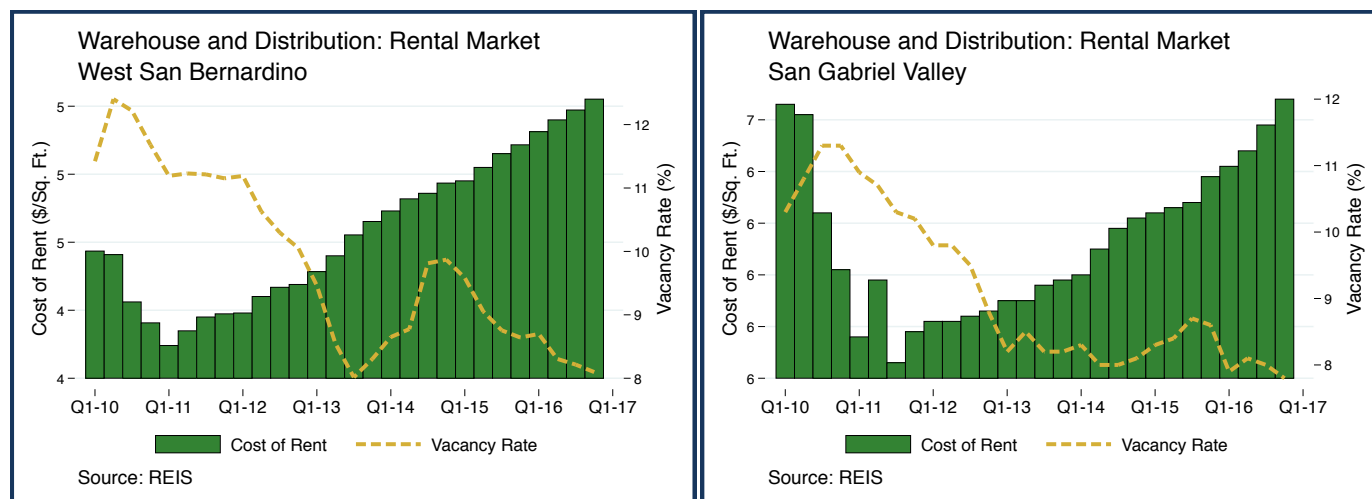 Warehouse and Distribution: Rental Market
West San Bernardino
Cost of Rent ($/Sq. Ft.)
5
5
5
4
4
12
11
10
9
8
Vacancy Rate (%)
Q1-10 Q1-11 Q1-12 Q1-13 Q1-14 Q1-15 Q1-16 Q1-17
Cost of Rent Vacancy Rate
Source: REIS
Warehouse and Distribution: Rental Market
San Gabriel Valley
Cost of Rent ($/Sq. Ft.)
7
6
6
6
6
6
12
11
10
9
8
Vacancy Rate (%)
Q1-10 Q1-11 Q1-12 Q1-13 Q1-14 Q1-15 Q1-16 Q1-17
Cost of Rent Vacancy Rate
Source: REIS